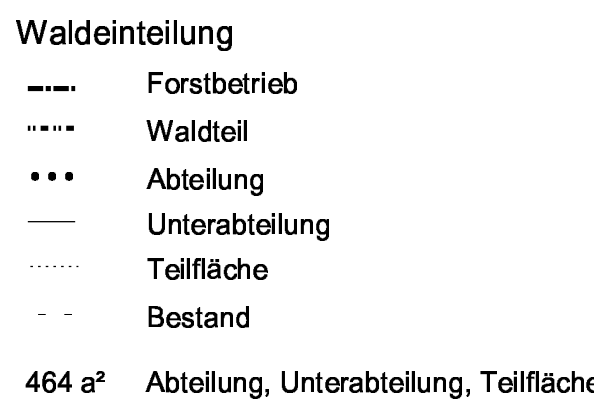 Waldeinteilung
Forstbetrieb
Waldteil
Abteilung
Unterabteilung
Teilfläche
Bestand
464 a² Abteilung, Unterabteilung, Teilfläche